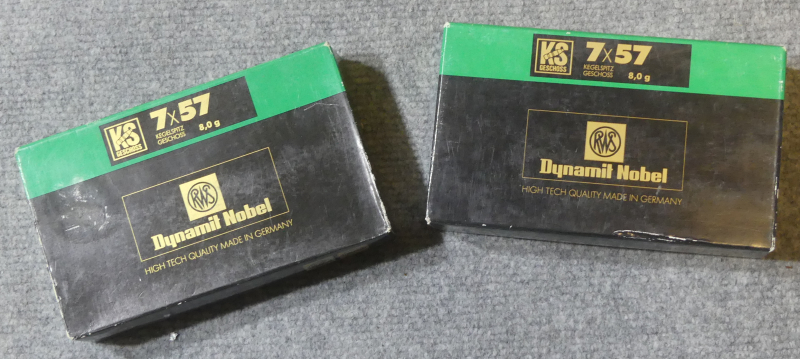 KS
GESCHOSS
7x57
KEGELSPITZ
GESCHOSS
8,0 g
RWS
Dynamit Nobel
HIGH TECH QUALITY MADE IN GERMANY
KS
GESCHOSS
7x57
KEGELSPITZ
GESCHOSS
8,0 g
RWS
Dynamit Nobel
HIGH TECH QUALITY MADE IN GERMANY